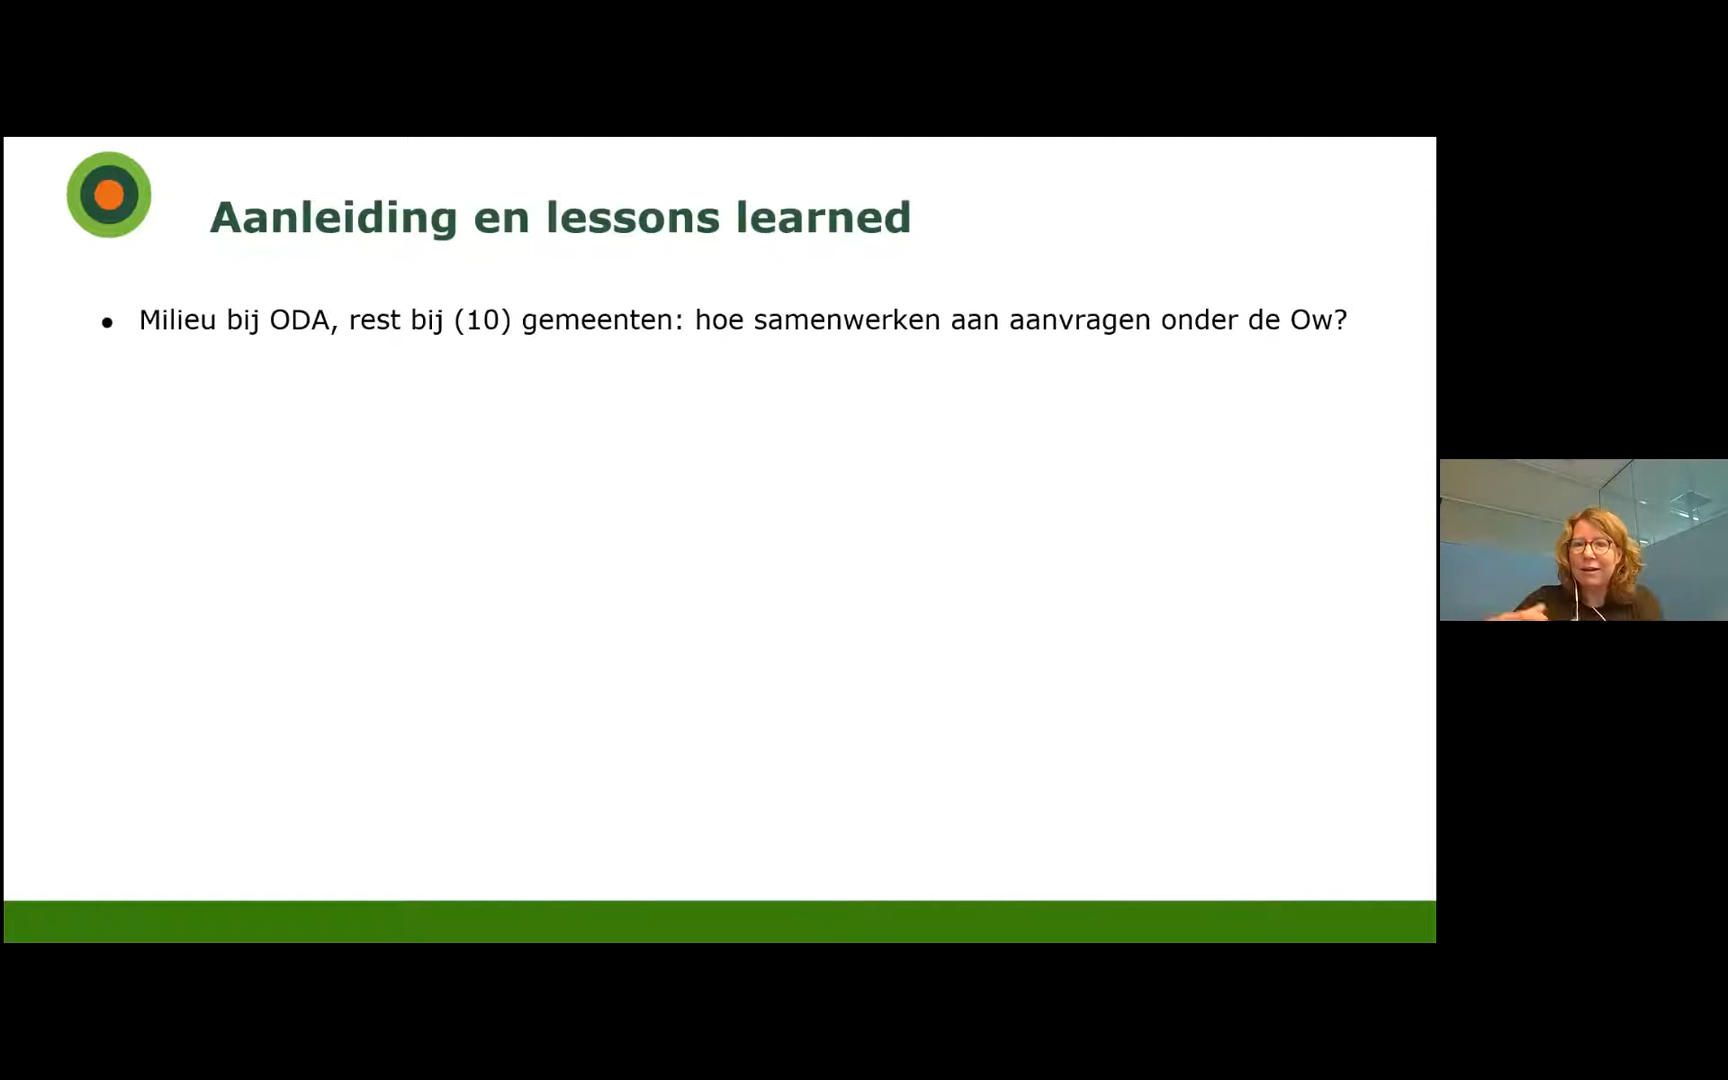 Aanleiding en lessons learned
• Milieu bij ODA, rest bij (10) gemeenten: hoe samenwerken aan aanvragen onder de Ow?